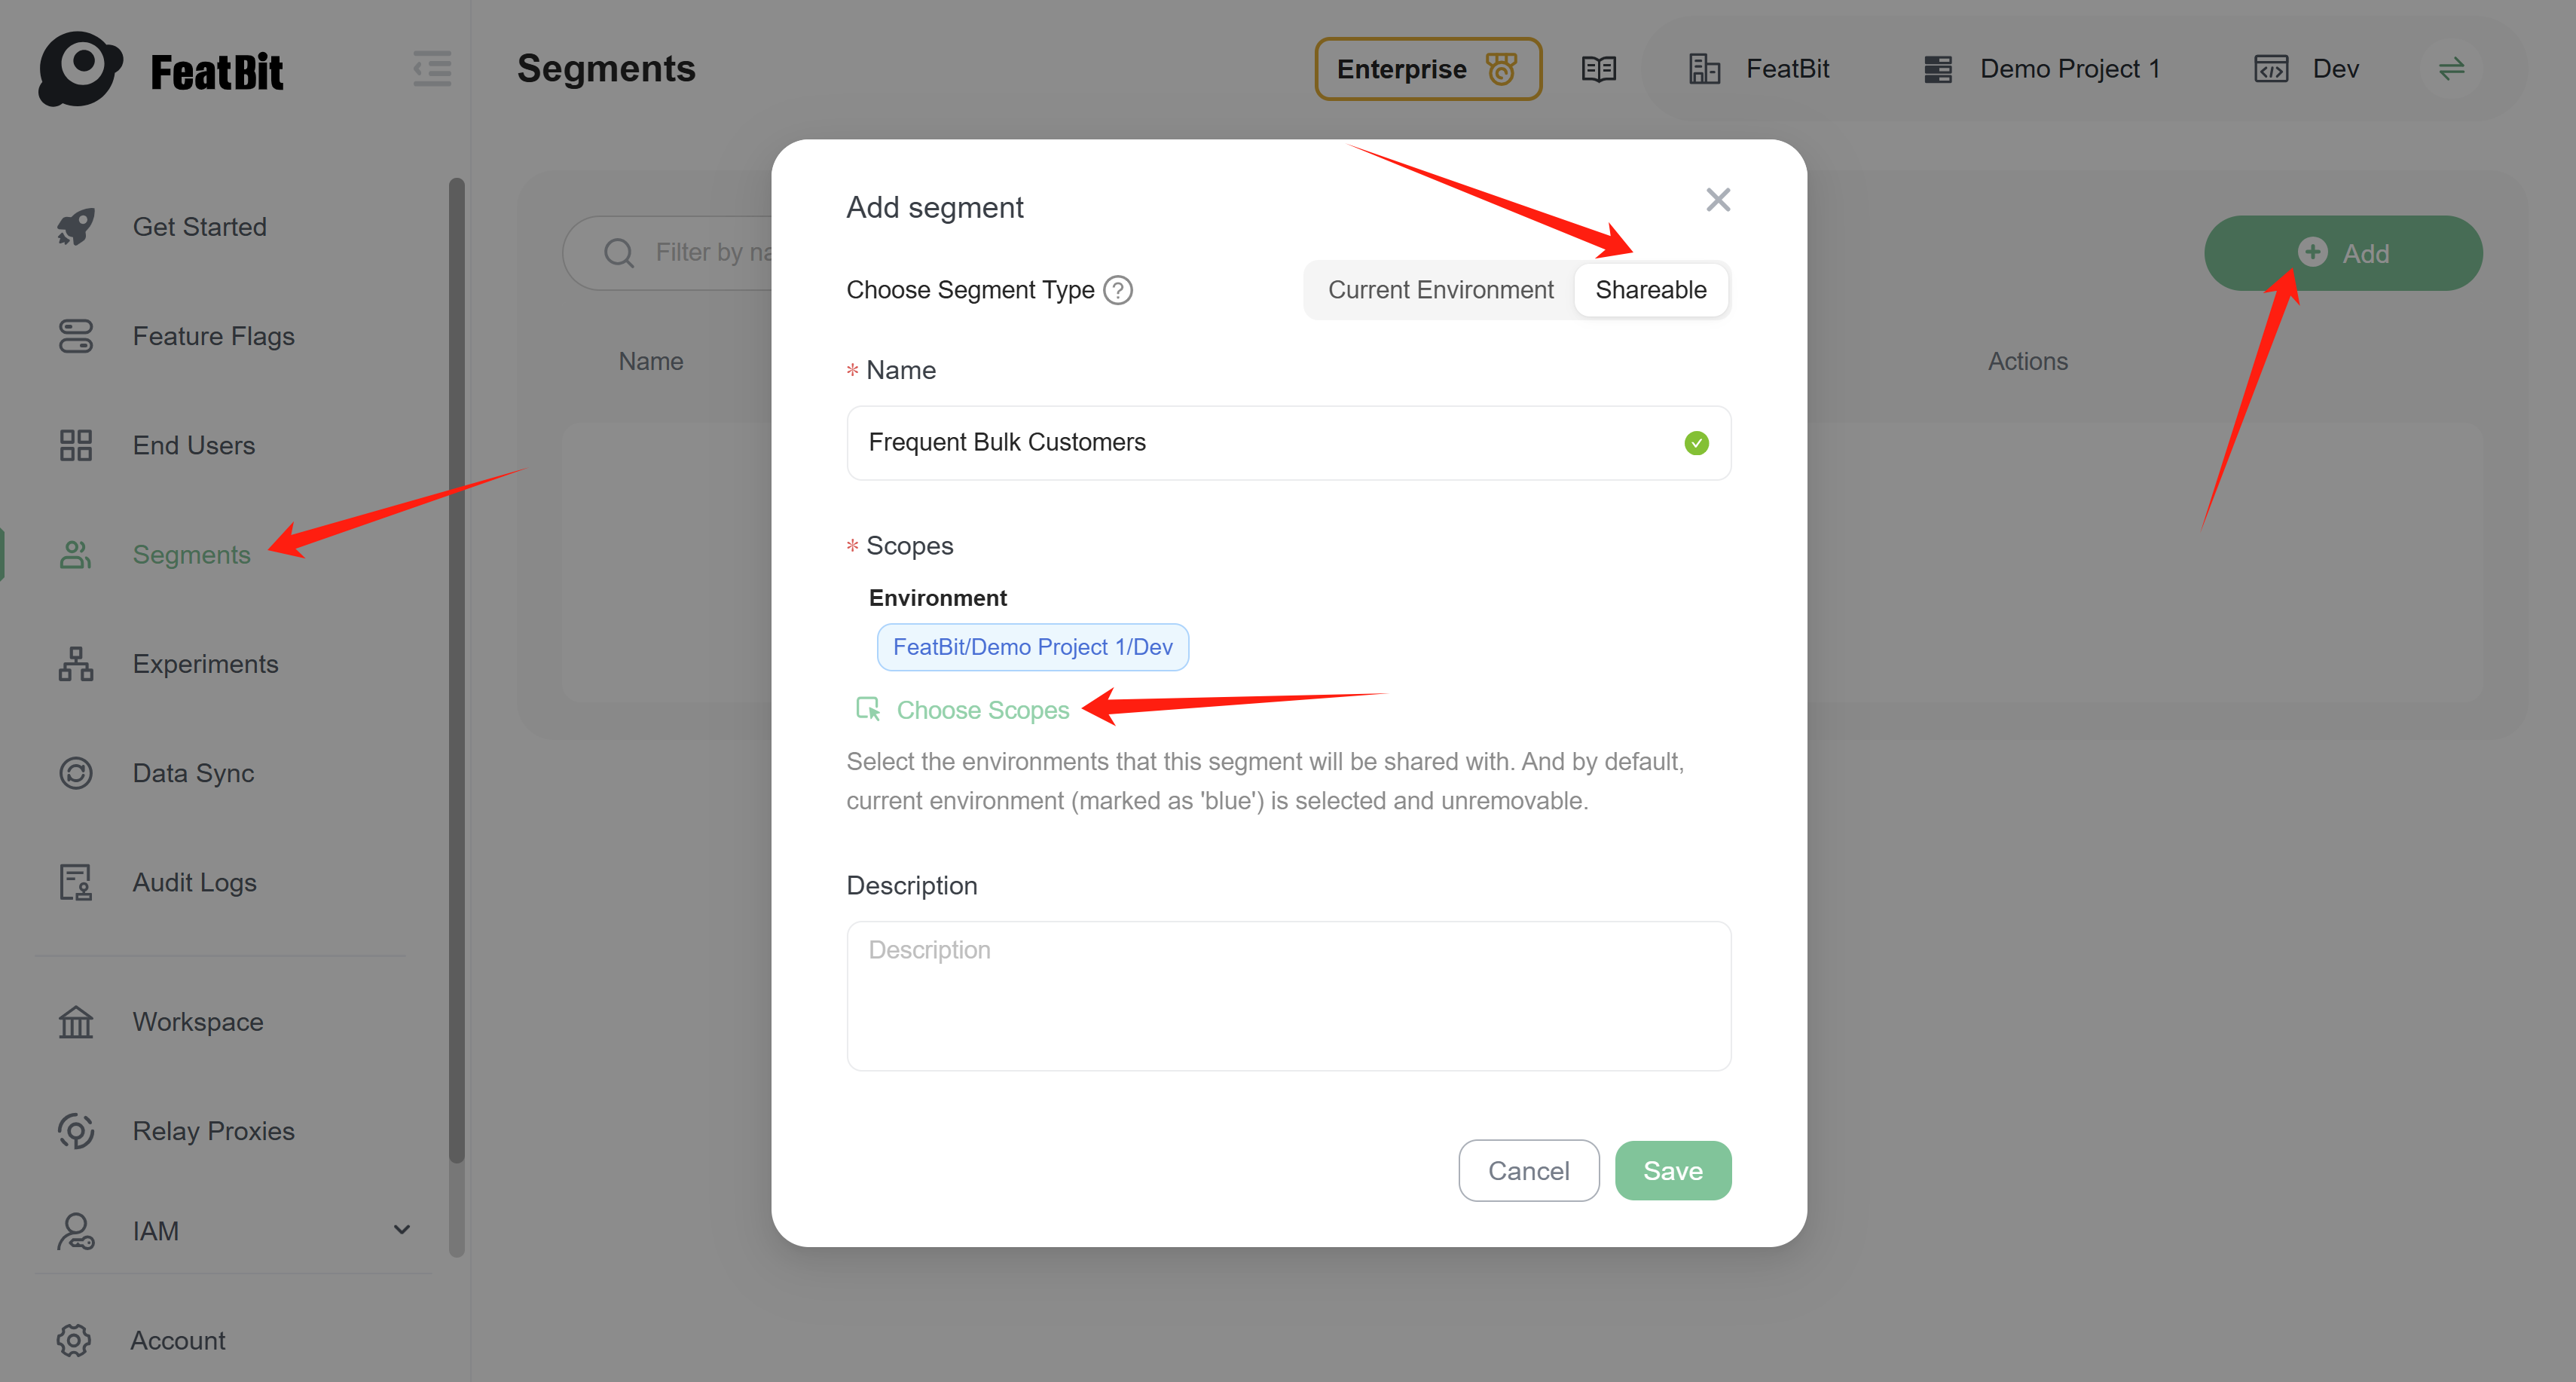 FeatBit
Segments
Enterprise
FeatBit
Demo Project 1
Dev
Get Started
Feature Flags
End Users
Segments
Experiments
Data Sync
Audit Logs
Workspace
Relay Proxies
IAM
Account
Filter by na
Add
Name
Actions
Add segment
Choose Segment Type
Current Environment
Shareable
* Name
Frequent Bulk Customers
* Scopes
Environment
FeatBit/Demo Project 1/Dev
Choose Scopes
Select the environments that this segment will be shared with. And by default,
current environment (marked as 'blue') is selected and unremovable.
Description
Description
Cancel
Save